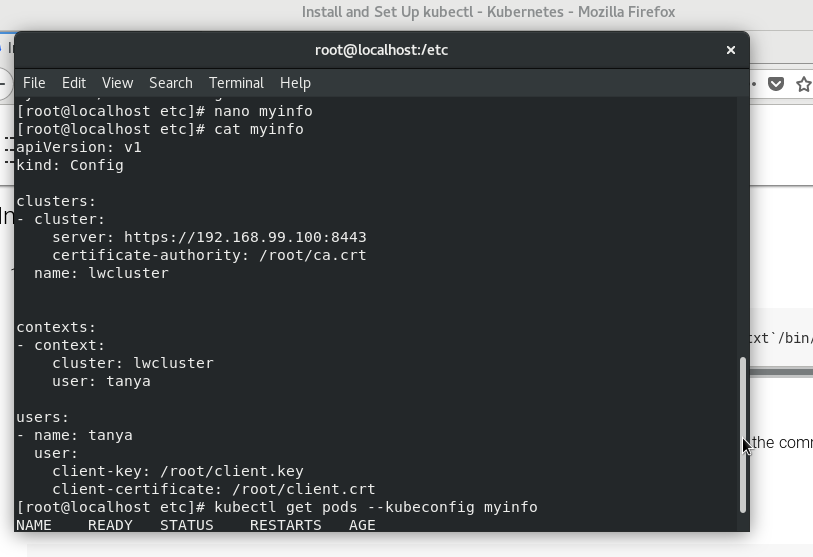 Install and Set Up kubectl - Kubernetes - Mozilla Firefox
root@localhost:/etc
File Edit View Search Terminal Help
[root@localhost etc]# nano myinfo
[root@localhost etc]# cat myinfo
apiVersion: v1
kind: Config
clusters:
- cluster:
    server: https://192.168.99.100:8443
    certificate-authority: /root/ca.crt
  name: lwcluster
contexts:
- context:
    cluster: lwcluster
    user: tanya
users:
- name: tanya
  user:
    client-key: /root/client.key
    client-certificate: /root/client.crt
[root@localhost etc]# kubectl get pods --kubeconfig myinfo
NAME    READY   STATUS    RESTARTS   AGE
txt`/bin/
the comm